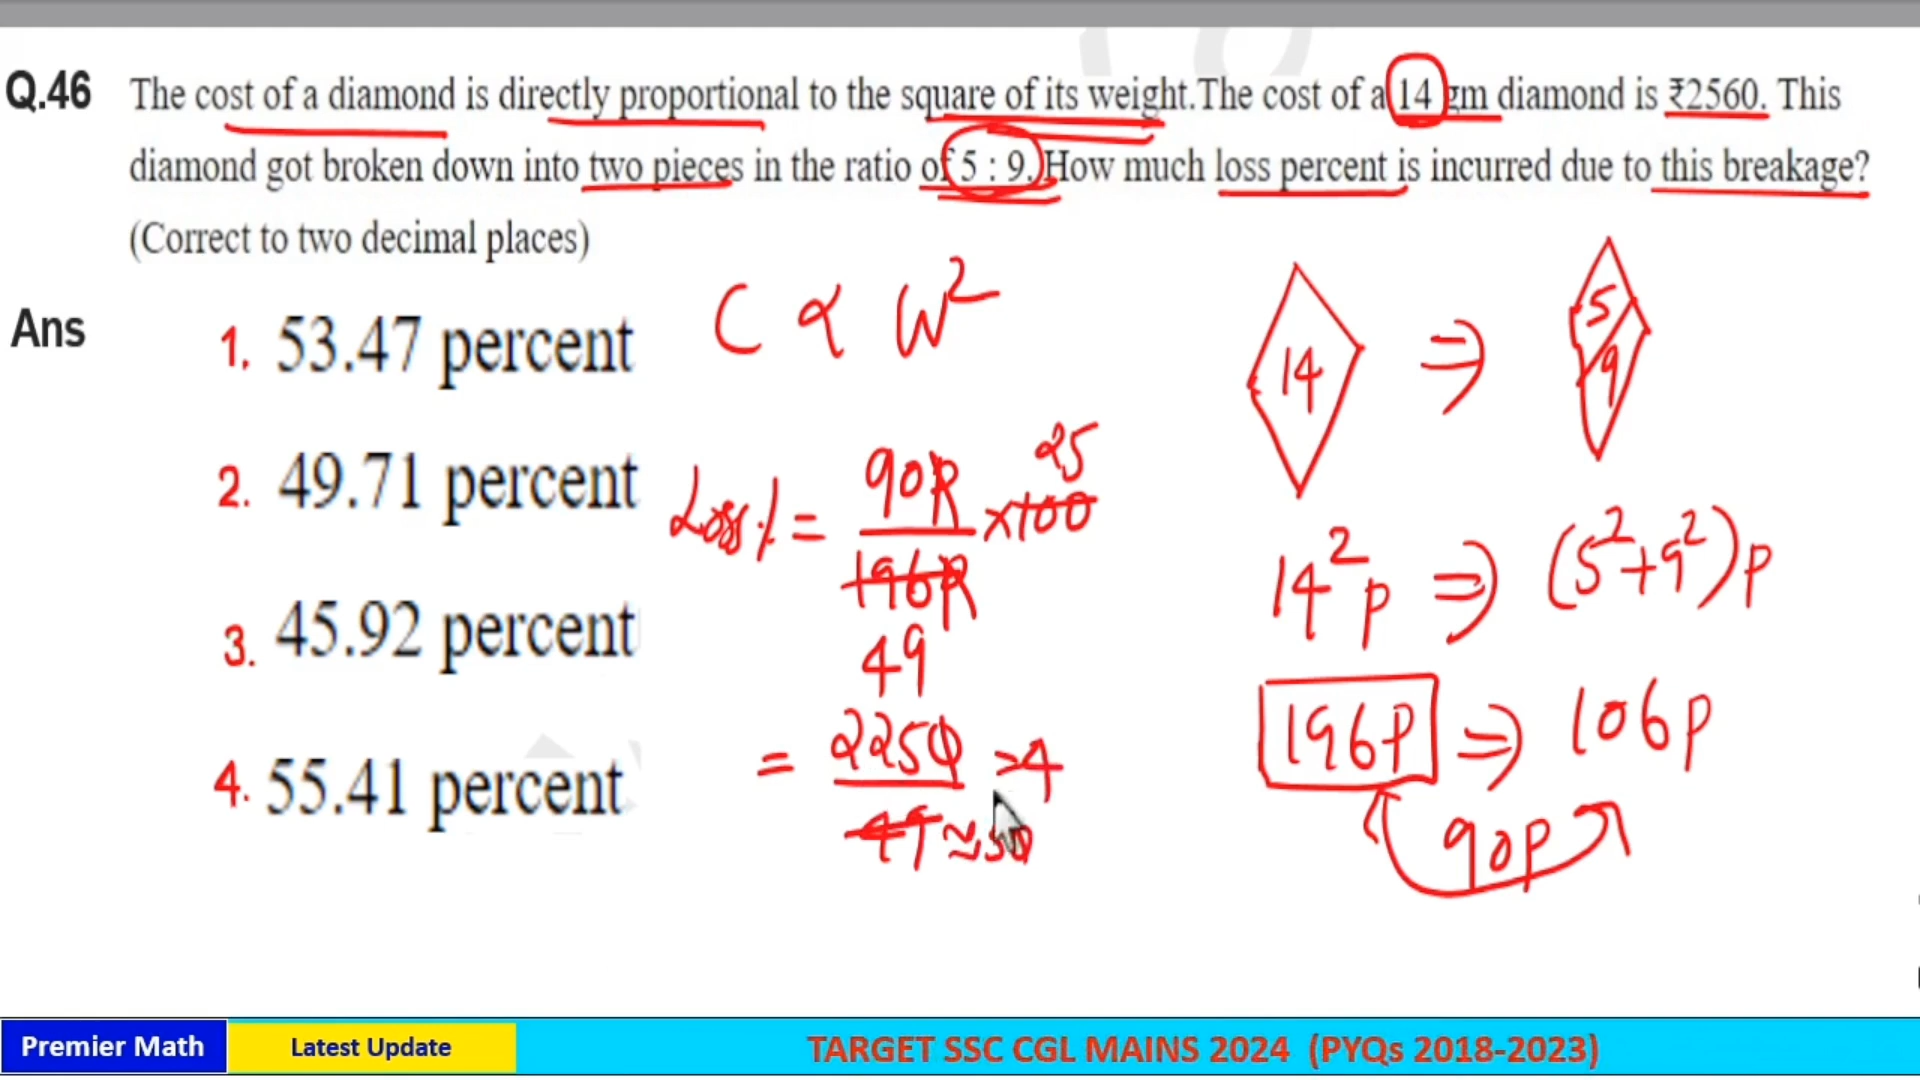 Q.46 The cost of a diamond is directly proportional to the square of its weight.The cost of a 14 gm diamond is ₹2560. This
diamond got broken down into two pieces in the ratio of 5 : 9. How much loss percent is incurred due to this breakage?
(Correct to two decimal places)
Ans
1. 53.47 percent
2. 49.71 percent
3. 45.92 percent
4. 55.41 percent
C ∝ W²
Loss % = 90P/196P × 100
25
49
= 2250/49 = 4
≈ 50
14 ⇒ 5 9
14² P ⇒ (5² + 9²) P
196P ⇒ 106P
90P
Premier Math
Latest Update
TARGET SSC CGL MAINS 2024 (PYQs 2018-2023)